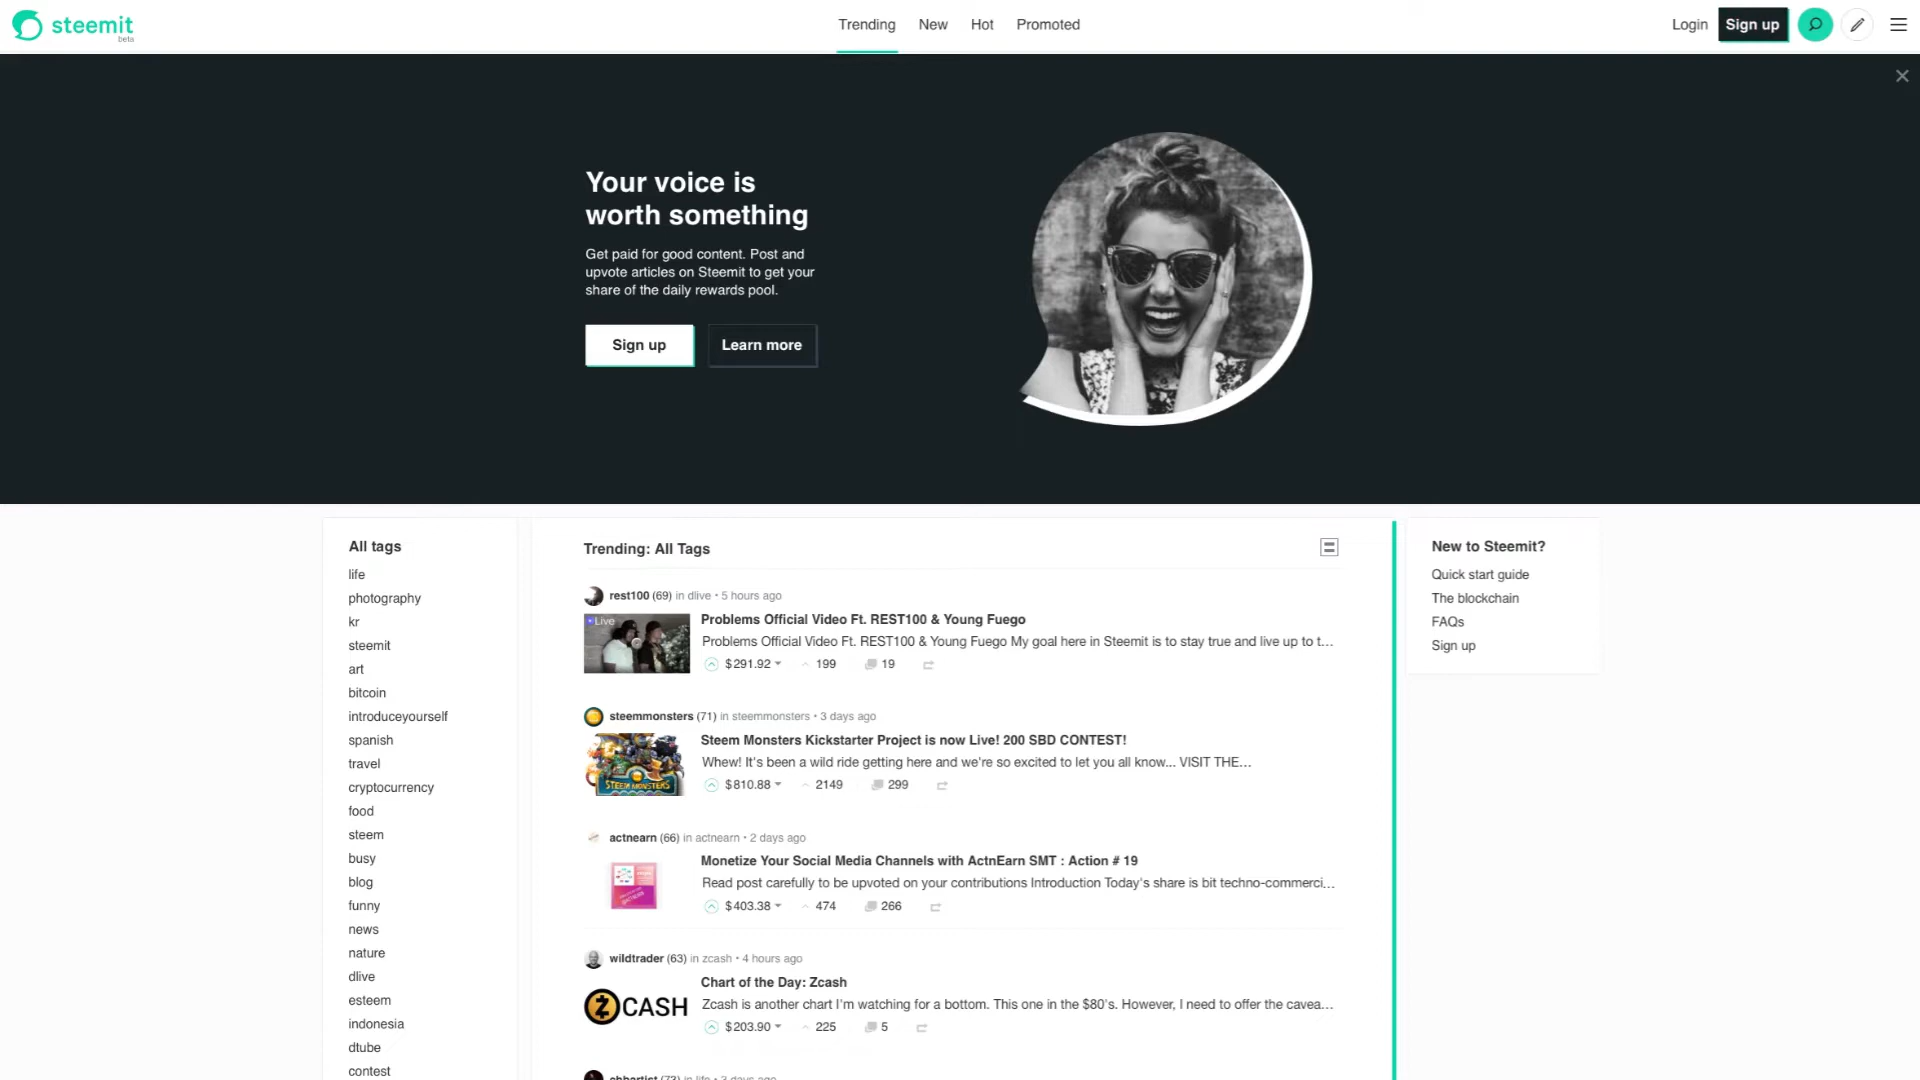 steemit
beta
Trending
New
Hot
Promoted
Login
Sign up
Your voice is
worth something
Get paid for good content. Post and
upvote articles on Steemit to get your
share of the daily rewards pool.
Sign up
Learn more
All tags
life
photography
kr
steemit
art
bitcoin
introduceyourself
spanish
travel
cryptocurrency
food
steem
busy
blog
funny
news
nature
dlive
esteem
indonesia
dtube
contest
Trending: All Tags
rest100 (69) in dlive • 5 hours ago
Live
Problems Official Video Ft. REST100 & Young Fuego
Problems Official Video Ft. REST100 & Young Fuego My goal here in Steemit is to stay true and live up to t...
$291.92
199
19
steemmonsters (71) in steemmonsters • 3 days ago
STEEM MONSTERS
Steem Monsters Kickstarter Project is now Live! 200 SBD CONTEST!
Whew! It's been a wild ride getting here and we're so excited to let you all know... VISIT THE...
$810.88
2149
299
actnearn (66) in actnearn • 2 days ago
Monetize Your Social Media Channels with ActnEarn SMT : Action # 19
Read post carefully to be upvoted on your contributions Introduction Today's share is bit techno-commerci...
$403.38
474
266
wildtrader (63) in zcash • 4 hours ago
CASH
Chart of the Day: Zcash
Zcash is another chart I'm watching for a bottom. This one in the $80's. However, I need to offer the cavea...
$203.90
225
5
New to Steemit?
Quick start guide
The blockchain
FAQs
Sign up